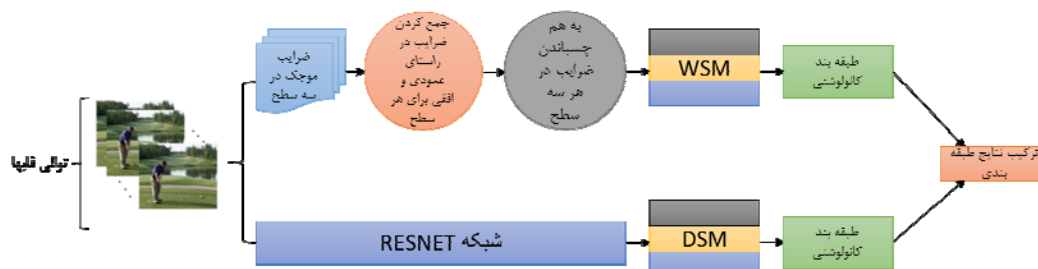 توالی فلیها
ضرایب
موجک در
سه سطح
جمع کردن
ضرایب در
راستای
عمودی و
افقی برای هر
سطح
به هم
چسباندن
ضرایب در
هر سه
سطح
WSM
طبقه بند
کانولوشنی
شبکه RESNET
DSM
طبقه بند
کانولوشنی
ترکیب نتایج طبقه
بندی